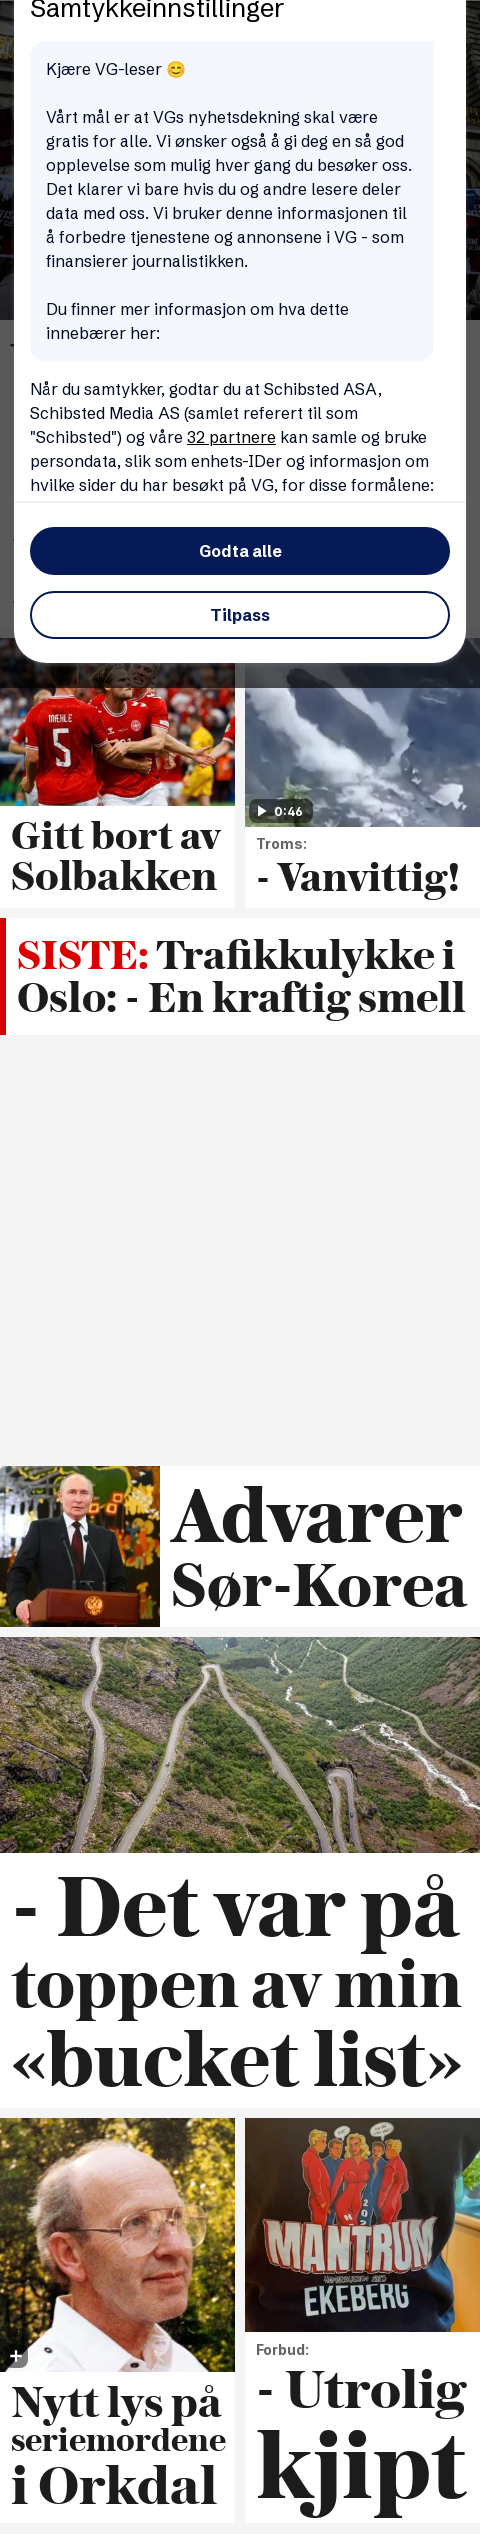 Samtykkeinnstillinger
Kjære VG-leser 😊
Vårt mål er at VGs nyhetsdekning skal være
gratis for alle. Vi ønsker også å gi deg en så god
opplevelse som mulig hver gang du besøker oss.
Det klarer vi bare hvis du og andre lesere deler
data med oss. Vi bruker denne informasjonen til
å forbedre tjenestene og annonsene i VG - som
finansierer journalistikken.
Du finner mer informasjon om hva dette
innebærer her:
Når du samtykker, godtar du at Schibsted ASA,
Schibsted Media AS (samlet referert til som
"Schibsted") og våre 32 partnere kan samle og bruke
persondata, slik som enhets-IDer og informasjon om
hvilke sider du har besøkt på VG, for disse formålene:
Godta alle
Tilpass
MÆHLE
5
0:46
Gitt bort av
Solbakken
Troms:
- Vanvittig!
SISTE: Trafikkulykke i
Oslo: - En kraftig smell
Advarer
Sør-Korea
- Det var på
toppen av min
«bucket list»
MANTRUM
EKEBERG
Nytt lys på
seriemordene
i Orkdal
Forbud:
- Utrolig
kjipt